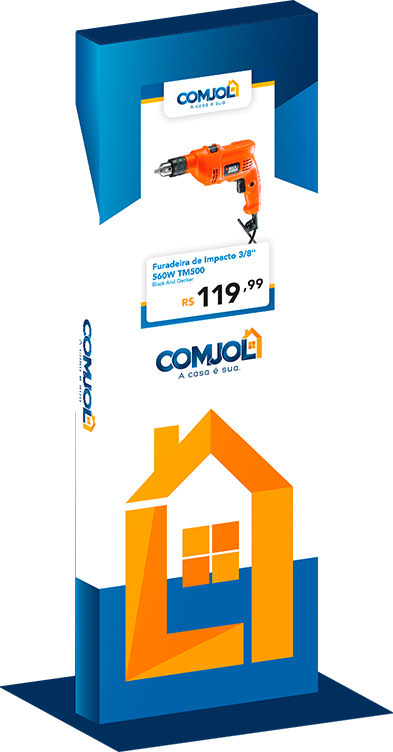 COMJOL
A casa é sua.
Furadeira de Impacto 3/8"
560W TM500
Black And Decker
R$ 119,99
COMJOL
A casa é sua.
COMJOL
A casa é sua.